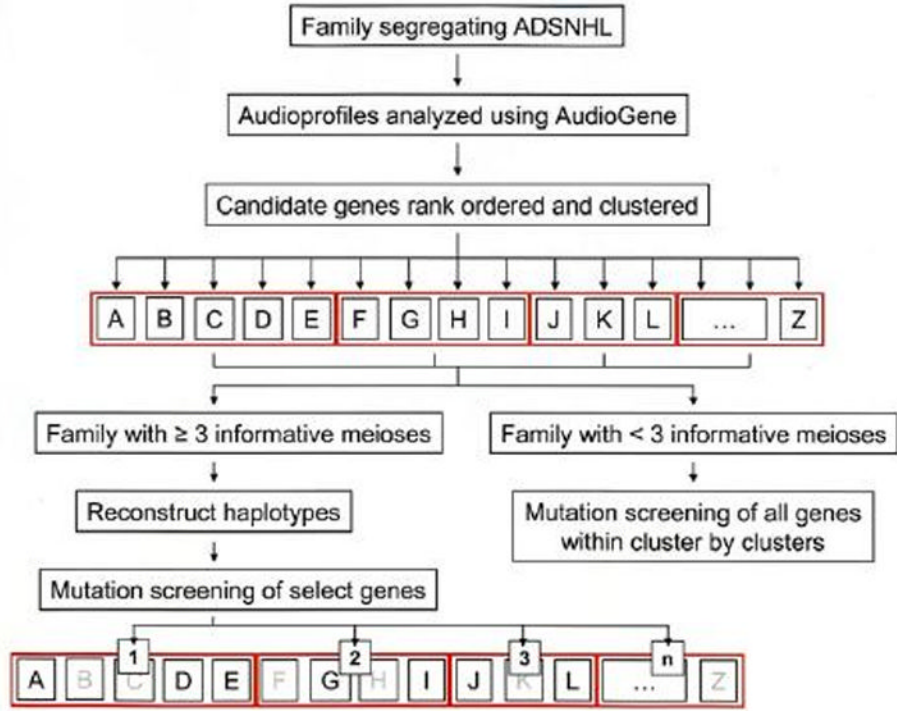 Family segregating ADSNHL
Audioprofiles analyzed using AudioGene
Candidate genes rank ordered and clustered
A B C D E F G H I J K L ... Z
Family with ≥ 3 informative meioses
Family with < 3 informative meioses
Reconstruct haplotypes
Mutation screening of all genes
within cluster by clusters
Mutation screening of select genes
1 2 3 n
A B C D E F G H I J K L ... Z